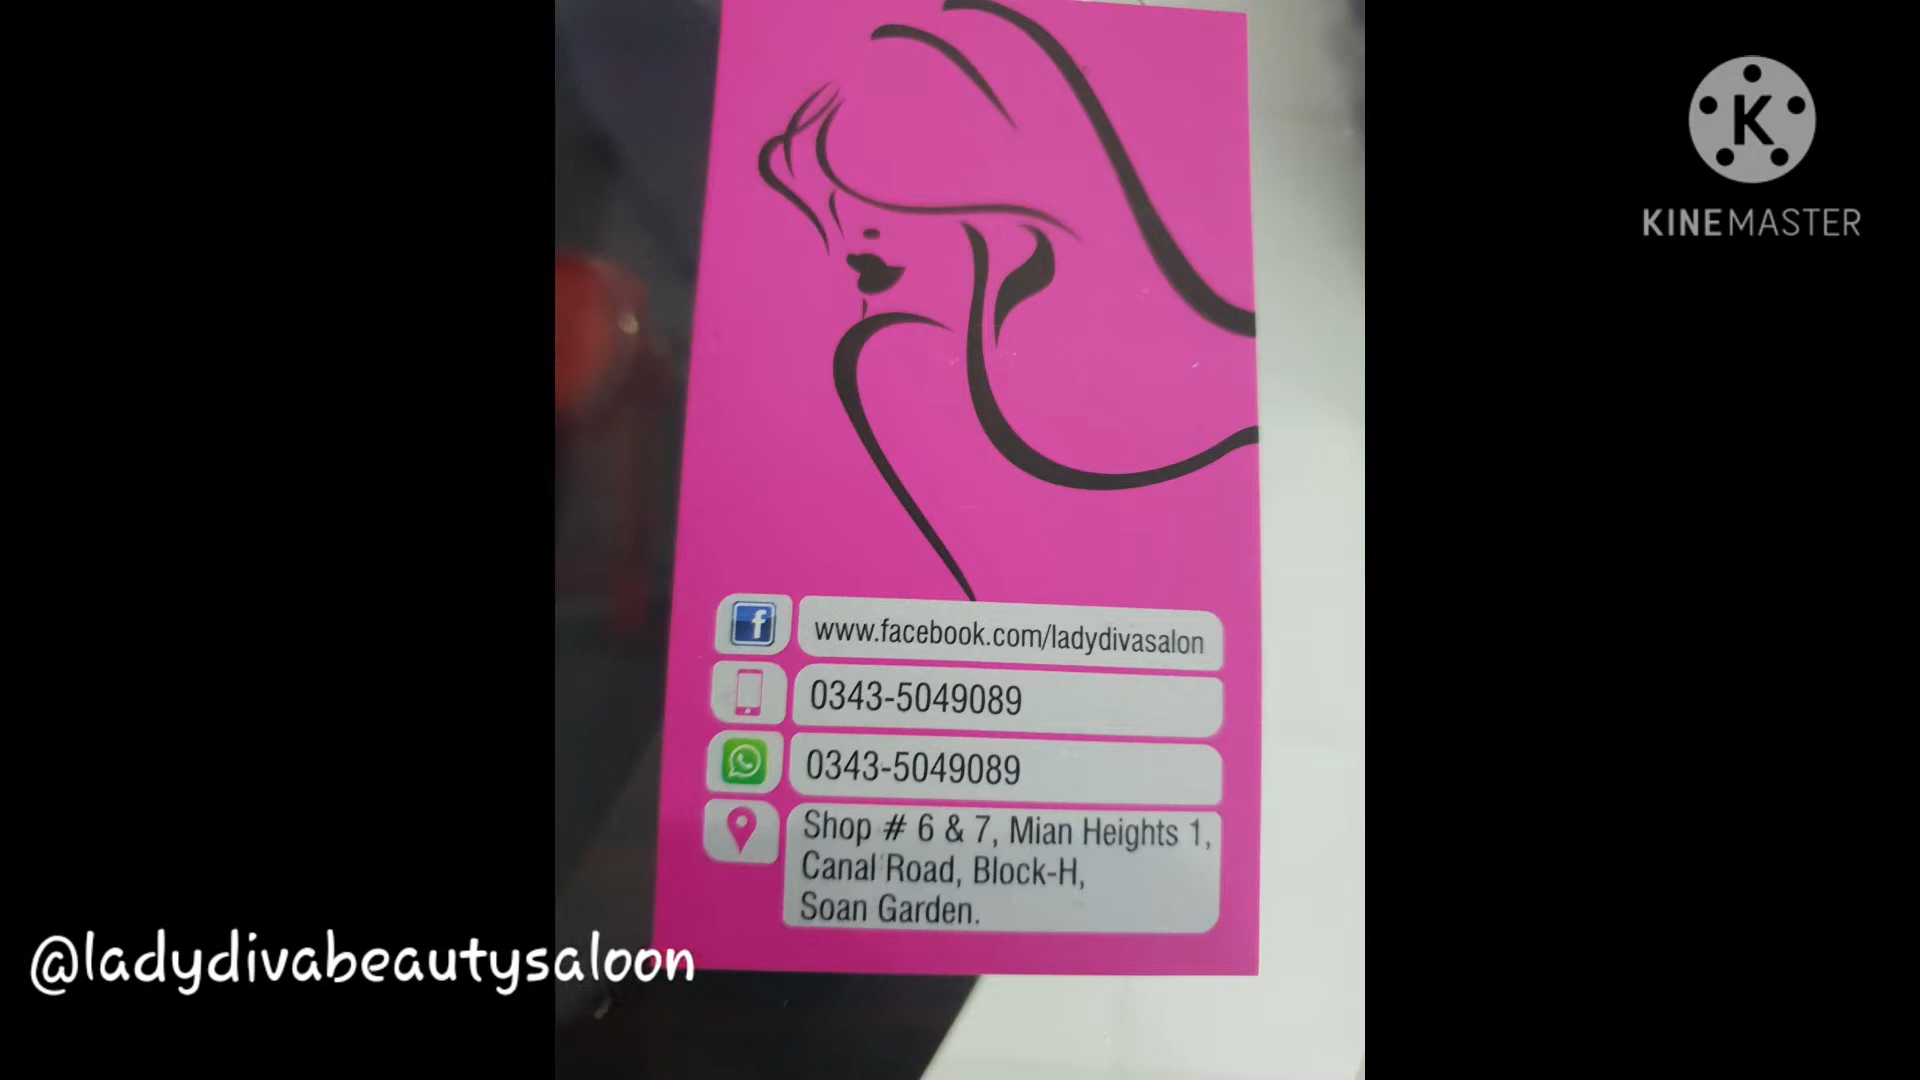 K
KINEMASTER
f
www.facebook.com/ladydivasalon
0343-5049089
0343-5049089
Shop # 6 & 7, Mian Heights 1,
Canal Road, Block-H,
Soan Garden.
@ladydivabeautysaloon